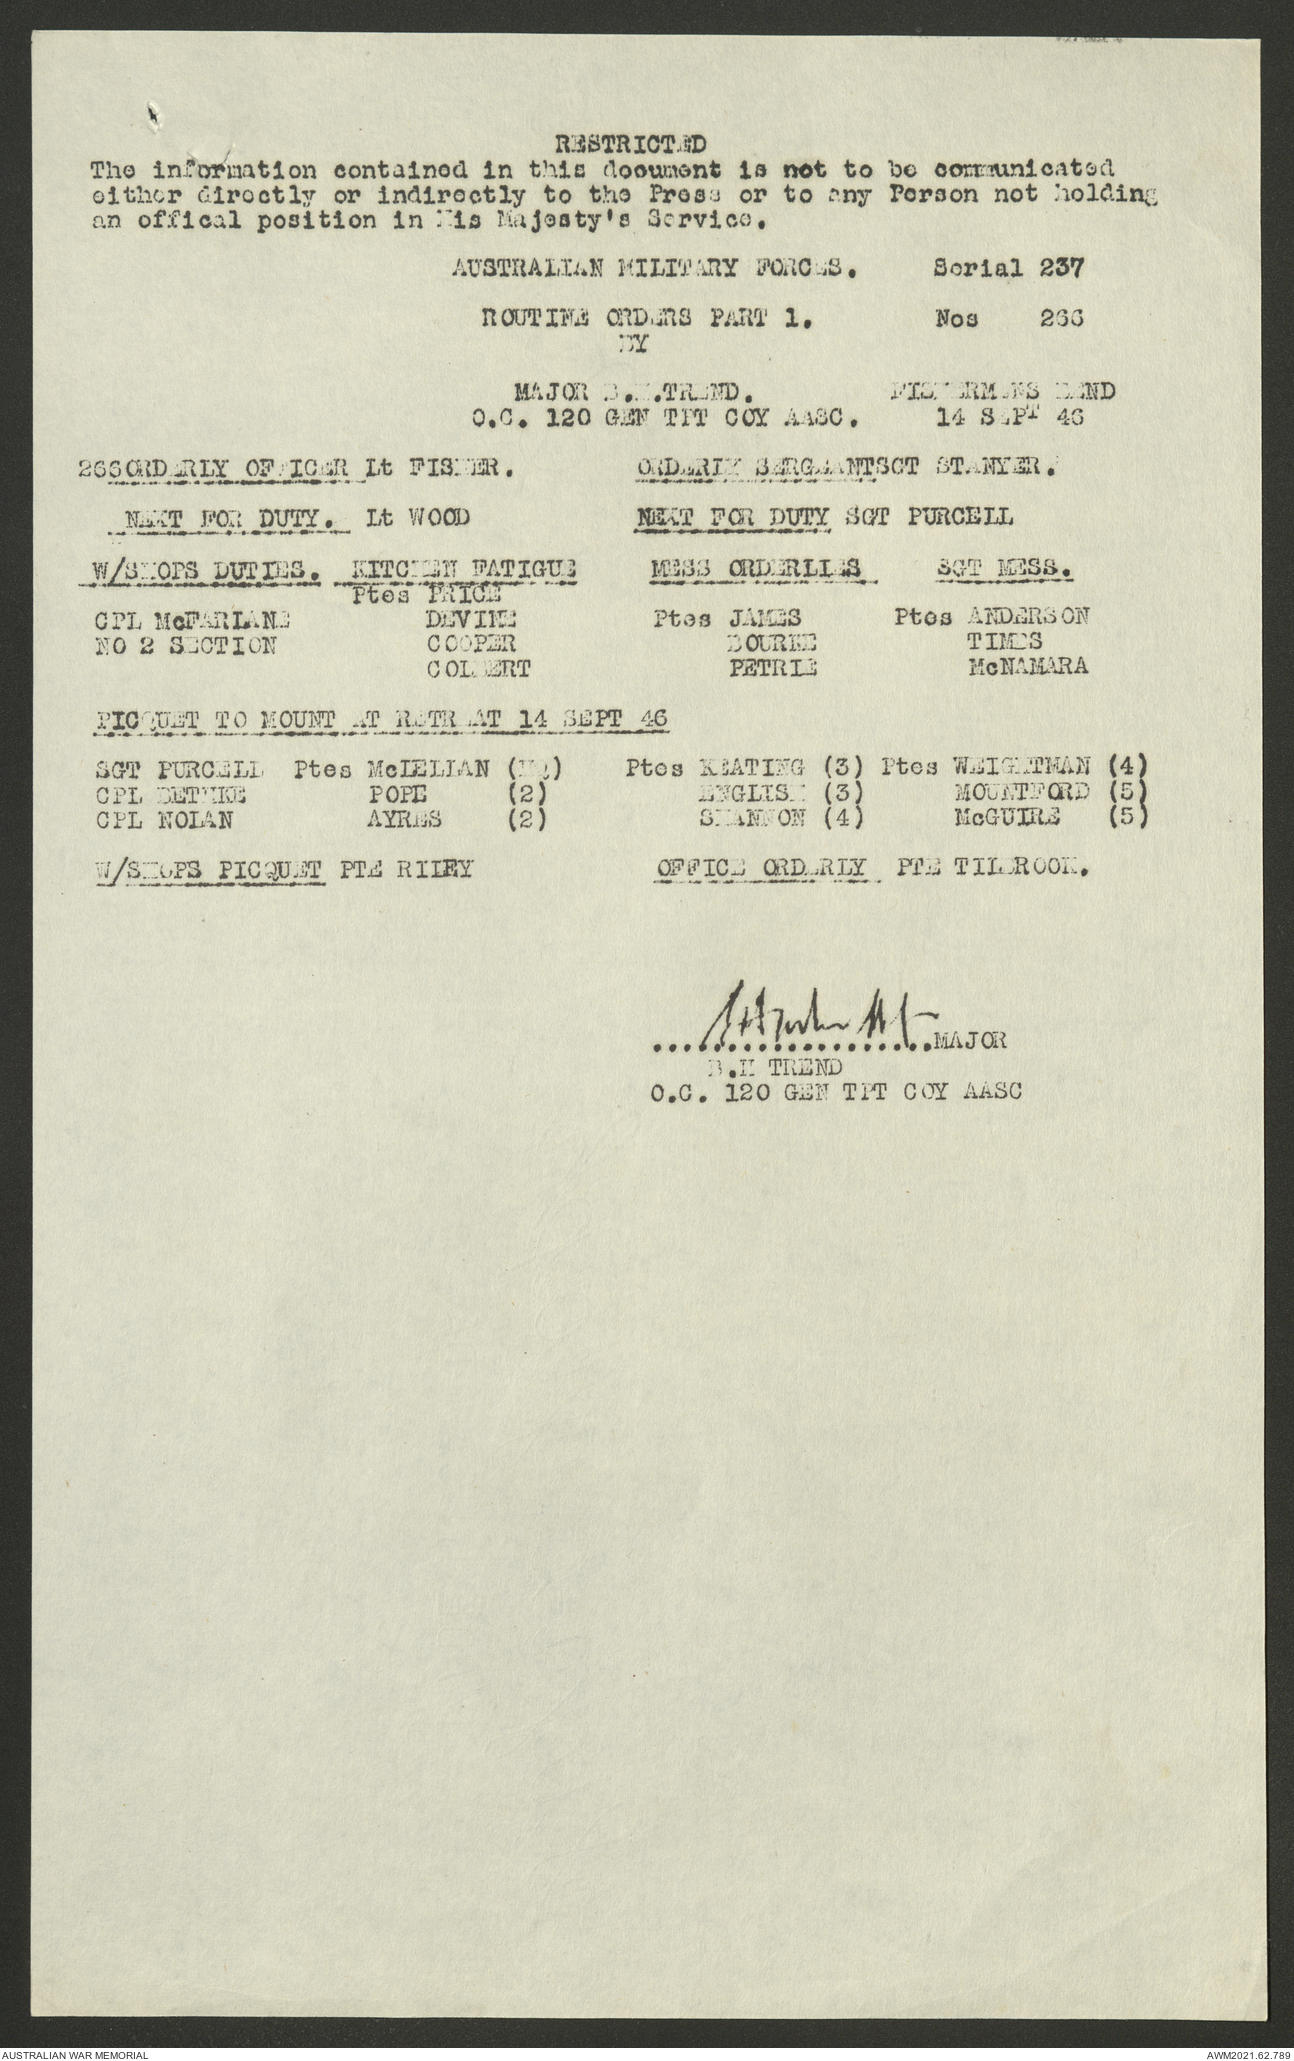 RESTRICTED
The information contained in this document is not to be communicated
either directly or indirectly to the Press or to any Person not holding
an offical position in His Majesty's Service.
AUSTRALIAN MILITARY FORCES. Serial 237
ROUTINE ORDERS PART 1. Nos 266
BY
MAJOR B.H.TREND. FISHERMENS BEND
O.C. 120 GEN TPT COY AASC. 14 SEPT 46
266 ORDERLY OFFICER Lt FISHER. ORDERLY SERGEANT SGT STANYER.
NEXT FOR DUTY. Lt WOOD NEXT FOR DUTY SGT PURCELL
W/SHOPS DUTIES. KITCHEN FATIGUE MESS ORDERLIES SGT MESS.
Ptes PRICE
CPL McFARLANE DEVINE Ptes JAMES Ptes ANDERSON
NO 2 SECTION COOPER BOURKE TIMMS
COLBERT PETRIE McNAMARA
PICQUET TO MOUNT AT RETREAT 14 SEPT 46
SGT PURCELL Ptes McLELLAN (HQ) Ptes KEATING (3) Ptes WEIGHTMAN (4)
CPL BETHKE POPE (2) ENGLISH (3) MOUNTFORD (5)
CPL NOLAN AYRES (2) SHANNON (4) McGUIRE (5)
W/SHOPS PICQUET PTE RILEY OFFICE ORDERLY PTE TILBROOK.
...................MAJOR
B.H TREND
O.C. 120 GEN TPT COY AASC
AUSTRALIAN WAR MEMORIAL AWM2021.62.789